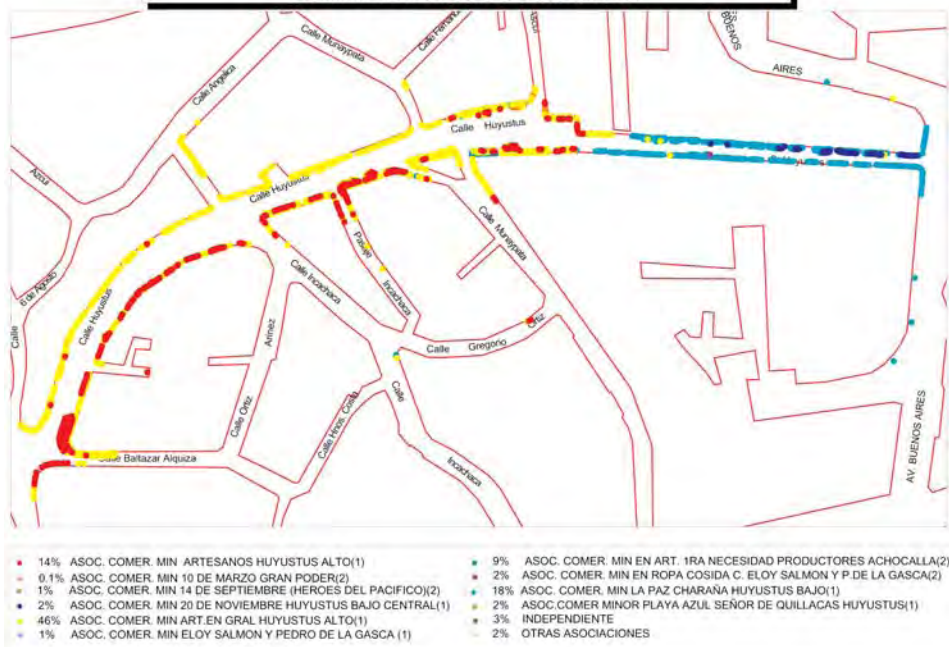 BUENOS
AIRES
Calle Munaypata
Calle Angelica
Calle Huyustus
Calle Huyustus
Azcui
Calle 6 de Agosto
Calle Huyustus
Pasaje Incachaca
Calle Munaypata
Calle Incachaca
Arinez
Calle Gregorio Ortiz
Calle Ortiz.
Calle Hnos. Costa
Calle
Incachaca
Calle Baltazar Alquiza
AV. BUENOS AIRES
14% ASOC. COMER. MIN ARTESANOS HUYUSTUS ALTO(1)
0.1% ASOC. COMER. MIN 10 DE MARZO GRAN PODER(2)
1% ASOC. COMER. MIN 14 DE SEPTIEMBRE (HEROES DEL PACIFICO)(2)
2% ASOC. COMER. MIN 20 DE NOVIEMBRE HUYUSTUS BAJO CENTRAL(1)
46% ASOC. COMER. MIN ART.EN GRAL HUYUSTUS ALTO(1)
1% ASOC. COMER. MIN ELOY SALMON Y PEDRO DE LA GASCA (1)
9% ASOC. COMER. MIN EN ART. 1RA NECESIDAD PRODUCTORES ACHOCALLA(2)
2% ASOC. COMER. MIN EN ROPA COSIDA C. ELOY SALMON Y P.DE LA GASCA(2)
18% ASOC. COMER. MIN LA PAZ CHARAÑA HUYUSTUS BAJO(1)
2% ASOC.COMER MINOR PLAYA AZUL SEÑOR DE QUILLACAS HUYUSTUS(1)
3% INDEPENDIENTE
2% OTRAS ASOCIACIONES